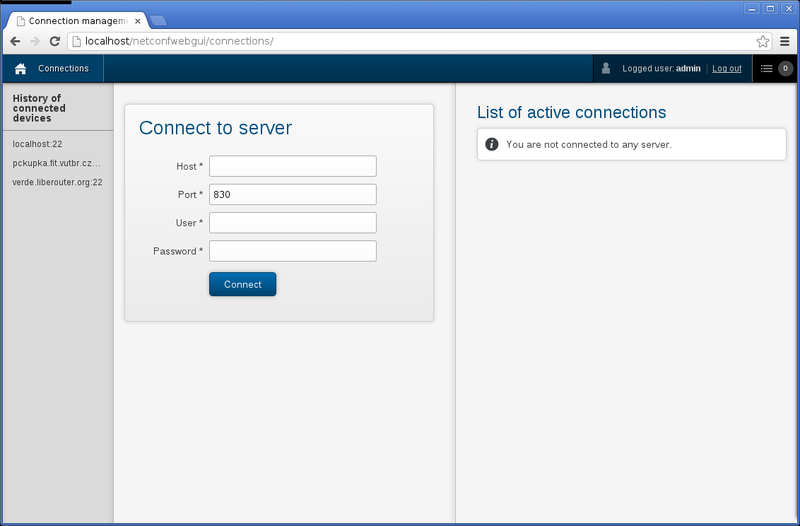 Connection managem
localhost/netconfwebgui/connections/
Connections
Logged user: admin | Log out
0
History of
connected
devices
localhost:22
pckupka.fit.vutbr.cz...
verde.liberouter.org:22
Connect to server
Host *
Port * 830
User *
Password *
Connect
List of active connections
You are not connected to any server.